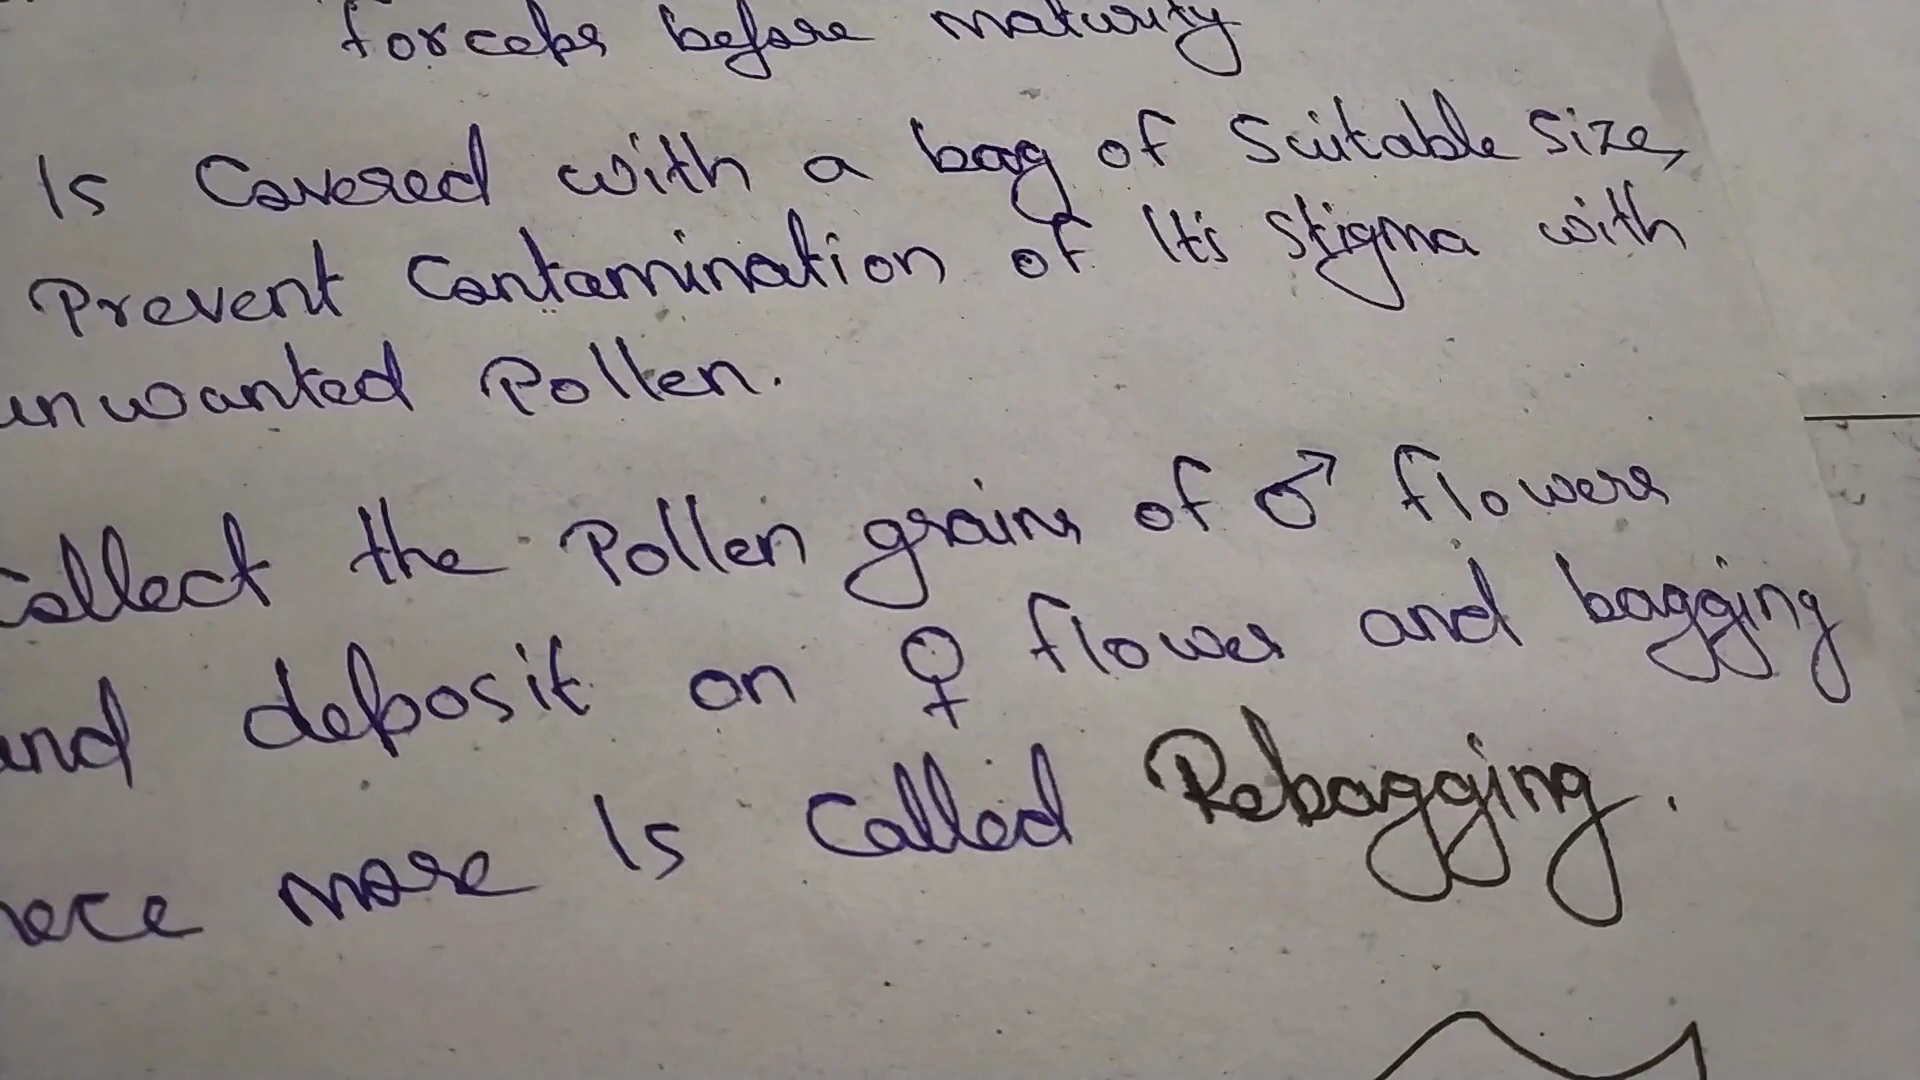 forceps before maturity
Is Covered with a bag of Suitable Size,
Prevent Contamination of Its Stigma with
unwanted Pollen.
Collect the Pollen grains of ♂ flowers
and deposit on ♀ flower and bagging
more Is Called Rebagging.